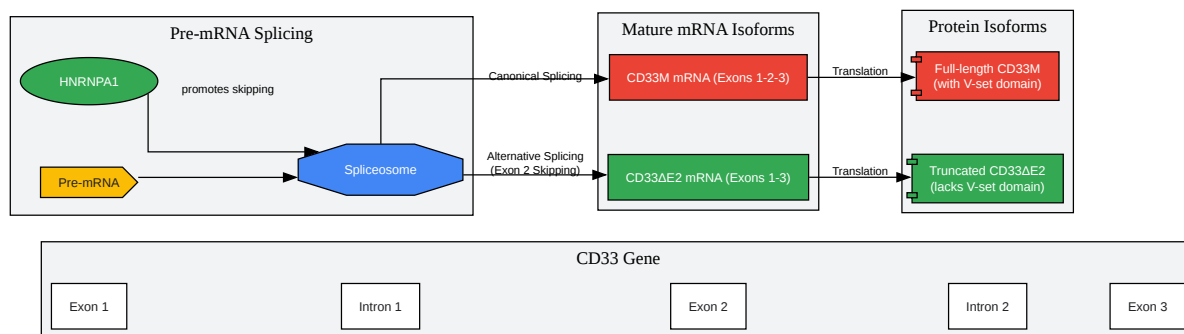 Pre-mRNA Splicing
HNRNPA1
promotes skipping
Pre-mRNA
Spliceosome
Canonical Splicing
Alternative Splicing
(Exon 2 Skipping)
Mature mRNA Isoforms
CD33M mRNA (Exons 1-2-3)
CD33ΔE2 mRNA (Exons 1-3)
Translation
Translation
Protein Isoforms
Full-length CD33M
(with V-set domain)
Truncated CD33ΔE2
(lacks V-set domain)
CD33 Gene
Exon 1
Intron 1
Exon 2
Intron 2
Exon 3